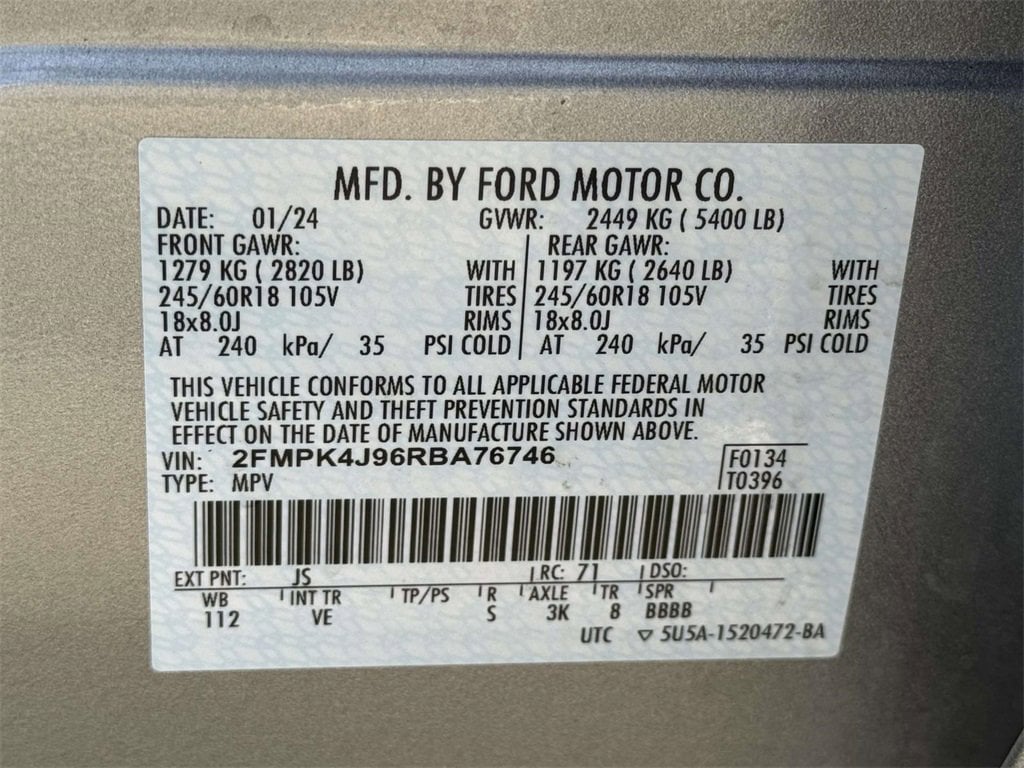 MFD. BY FORD MOTOR CO.
DATE: 01/24 GVWR: 2449 KG ( 5400 LB)
FRONT GAWR: REAR GAWR:
1279 KG ( 2820 LB) WITH 1197 KG ( 2640 LB) WITH
245/60R18 105V TIRES 245/60R18 105V TIRES
18x8.0J RIMS 18x8.0J RIMS
AT 240 kPa/ 35 PSI COLD AT 240 kPa/ 35 PSI COLD
THIS VEHICLE CONFORMS TO ALL APPLICABLE FEDERAL MOTOR
VEHICLE SAFETY AND THEFT PREVENTION STANDARDS IN
EFFECT ON THE DATE OF MANUFACTURE SHOWN ABOVE.
VIN: 2FMPK4J96RBA76746 F0134
TYPE: MPV T0396
EXT PNT: JS RC: 71 DSO:
WB INT TR TP/PS R AXLE TR SPR
112 VE S 3K 8 BBBB
UTC ▽ 5U5A-1520472-BA